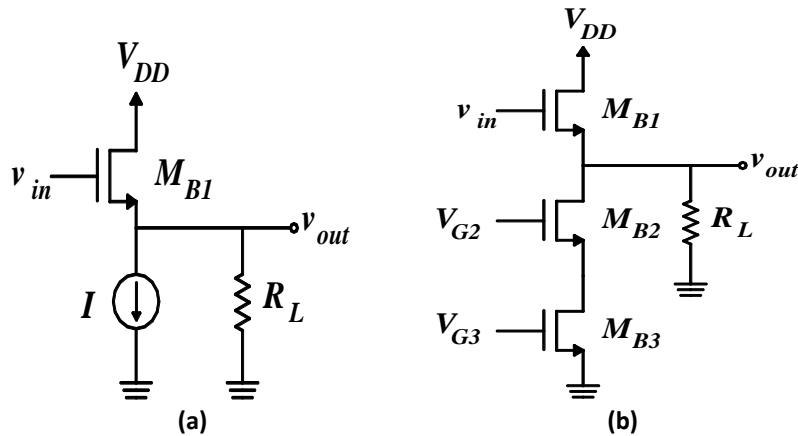 V_DD
v_in
M_B1
v_out
I
R_L
(a)
V_DD
v_in
M_B1
v_out
V_G2
M_B2
R_L
V_G3
M_B3
(b)